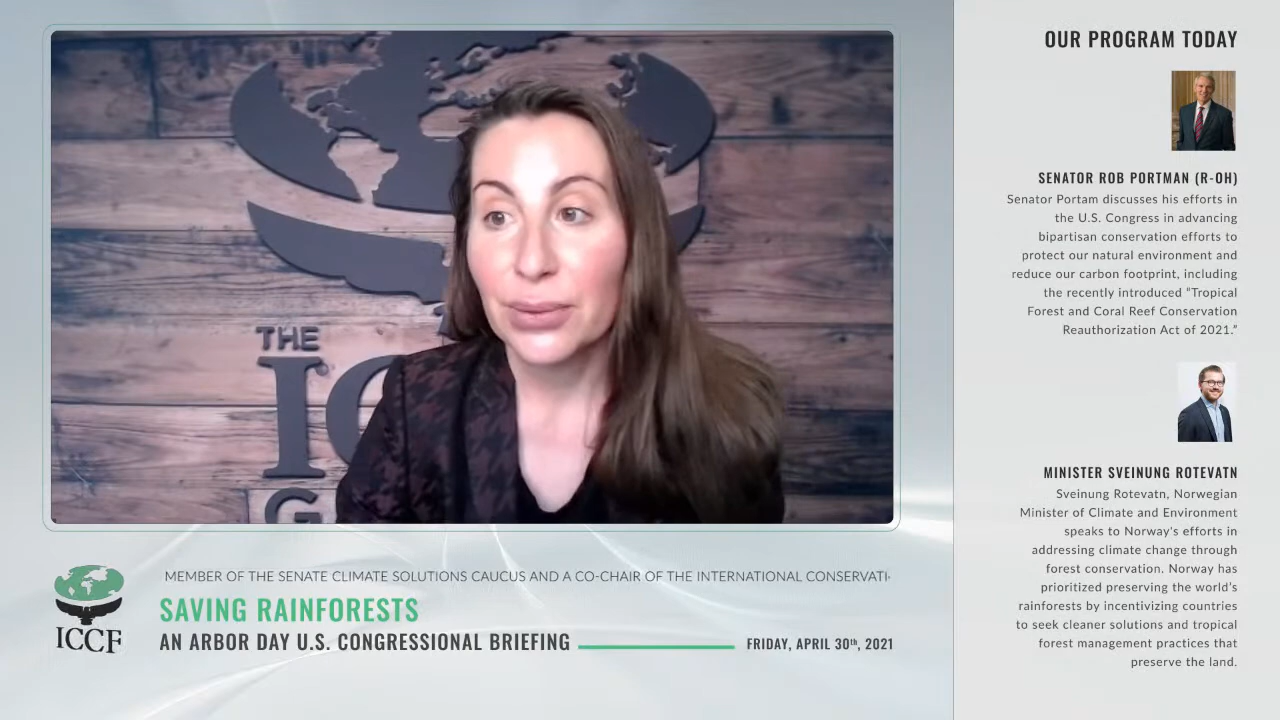 THE
IC
G
MEMBER OF THE SENATE CLIMATE SOLUTIONS CAUCUS AND A CO-CHAIR OF THE INTERNATIONAL CONSERVATI
SAVING RAINFORESTS
AN ARBOR DAY U.S. CONGRESSIONAL BRIEFING
FRIDAY, APRIL 30th, 2021
ICCF
OUR PROGRAM TODAY
SENATOR ROB PORTMAN (R-OH)
Senator Portam discusses his efforts in
the U.S. Congress in advancing
bipartisan conservation efforts to
protect our natural environment and
reduce our carbon footprint, including
the recently introduced “Tropical
Forest and Coral Reef Conservation
Reauthorization Act of 2021.”
MINISTER SVEINUNG ROTEVATN
Sveinung Rotevatn, Norwegian
Minister of Climate and Environment
speaks to Norway's efforts in
addressing climate change through
forest conservation. Norway has
prioritized preserving the world’s
rainforests by incentivizing countries
to seek cleaner solutions and tropical
forest management practices that
preserve the land.